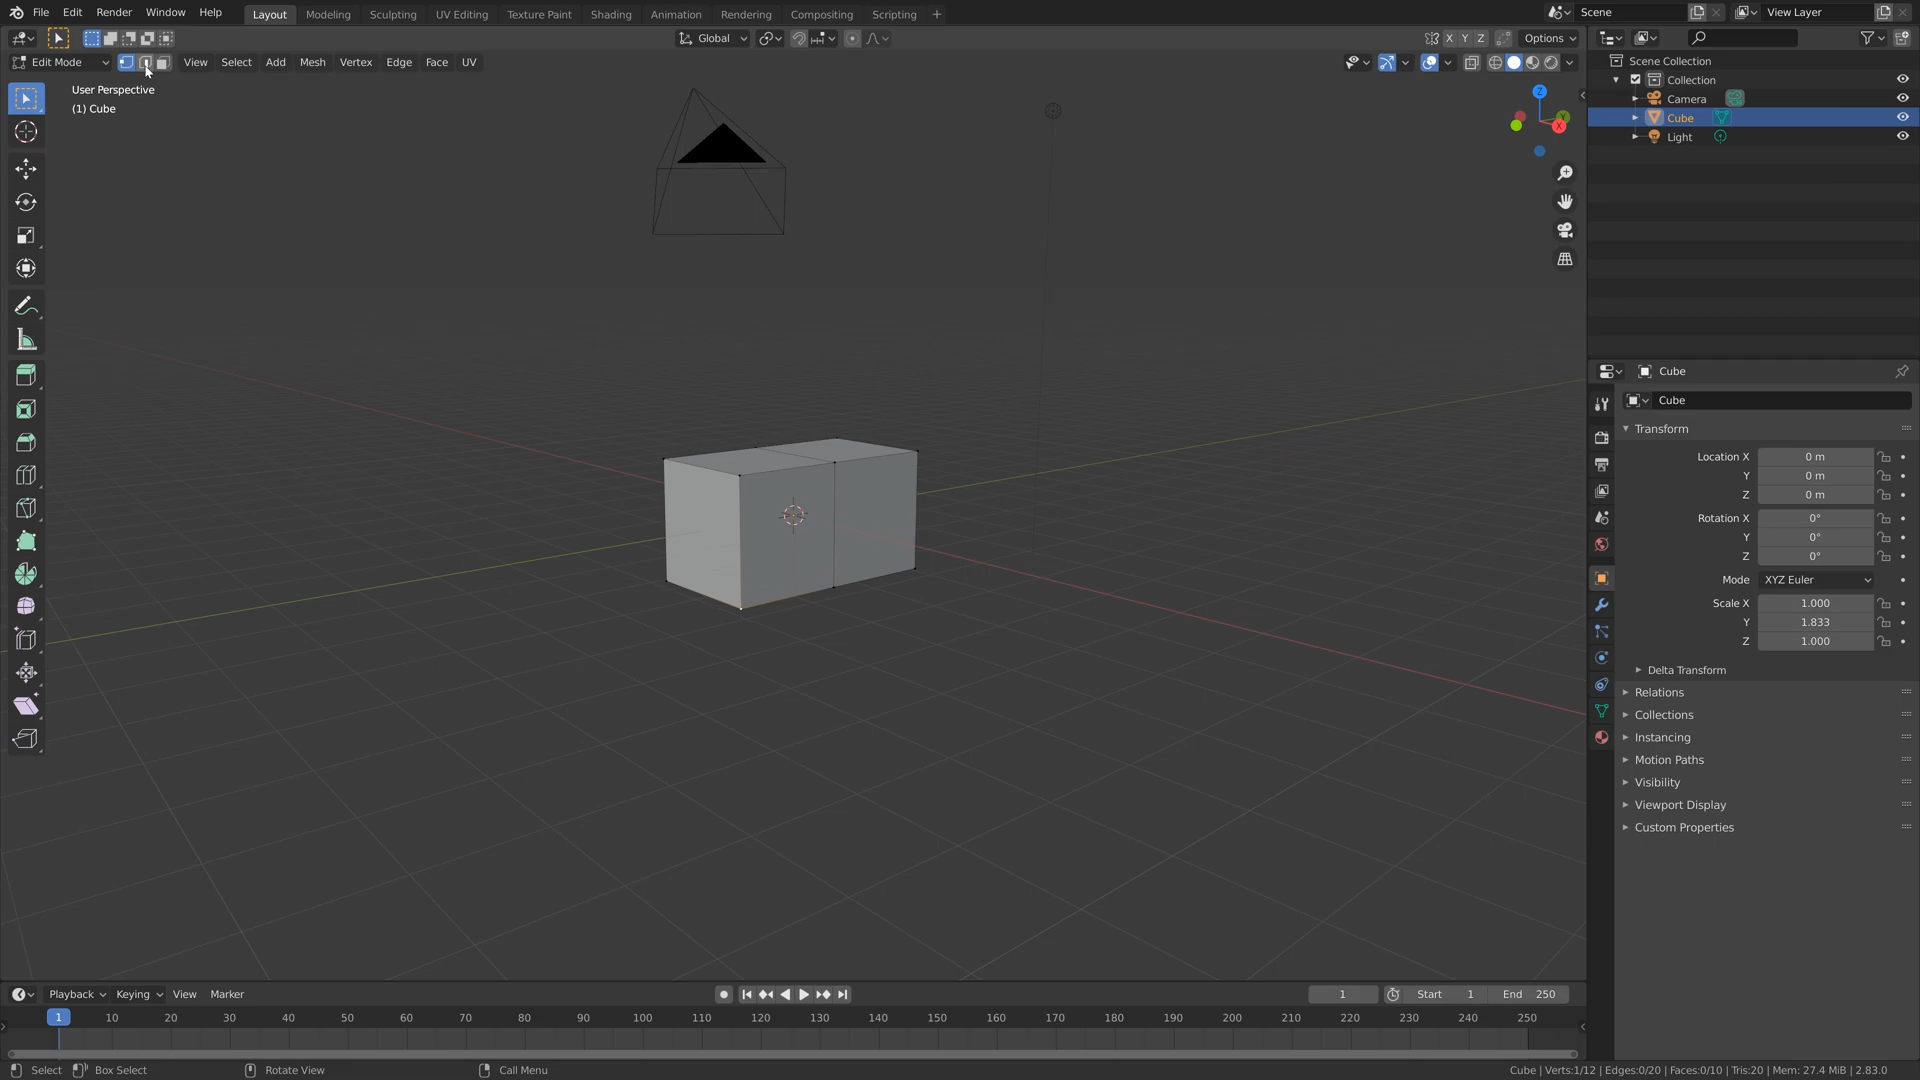 File Edit Render Window Help
Layout Modeling Sculpting UV Editing Texture Paint Shading Animation Rendering Compositing Scripting +
Scene
View Layer
Global
X Y Z
Options
Edit Mode
View Select Add Mesh Vertex Edge Face UV
User Perspective
(1) Cube
Z
Y
X
Scene Collection
Collection
Camera
Cube
Light
Cube
Cube
Transform
Location X 0 m
Y 0 m
Z 0 m
Rotation X 0°
Y 0°
Z 0°
Mode XYZ Euler
Scale X 1.000
Y 1.833
Z 1.000
Delta Transform
Relations
Collections
Instancing
Motion Paths
Visibility
Viewport Display
Custom Properties
Playback Keying View Marker
1 Start 1 End 250
1 10 20 30 40 50 60 70 80 90 100 110 120 130 140 150 160 170 180 190 200 210 220 230 240 250
Select Box Select Rotate View Call Menu
Cube | Verts:1/12 | Edges:0/20 | Faces:0/10 | Tris:20 | Mem: 27.4 MiB | 2.83.0